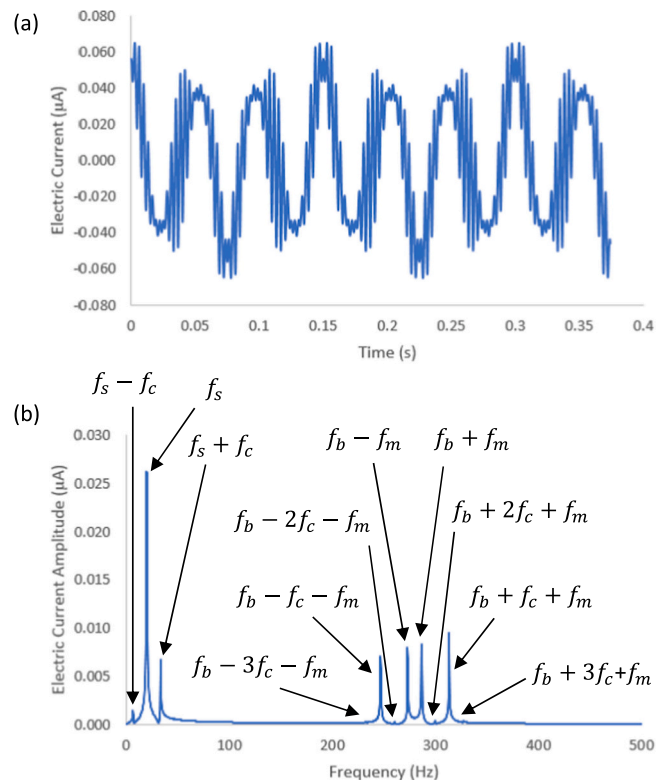 (a)
0.080
0.060
0.040
0.020
0.000
-0.020
-0.040
-0.060
-0.080
Electric Current (µA)
0 0.05 0.1 0.15 0.2 0.25 0.3 0.35 0.4
Time (s)
(b)
f_s − f_c
f_s
f_s + f_c
f_b − f_m
f_b + f_m
f_b − 2f_c − f_m
f_b + 2f_c + f_m
f_b − f_c − f_m
f_b + f_c + f_m
f_b − 3f_c − f_m
f_b + 3f_c+f_m
0.030
0.025
0.020
0.015
0.010
0.005
0.000
Electric Current Amplitude (µA)
0 100 200 300 400 500
Frequency (Hz)